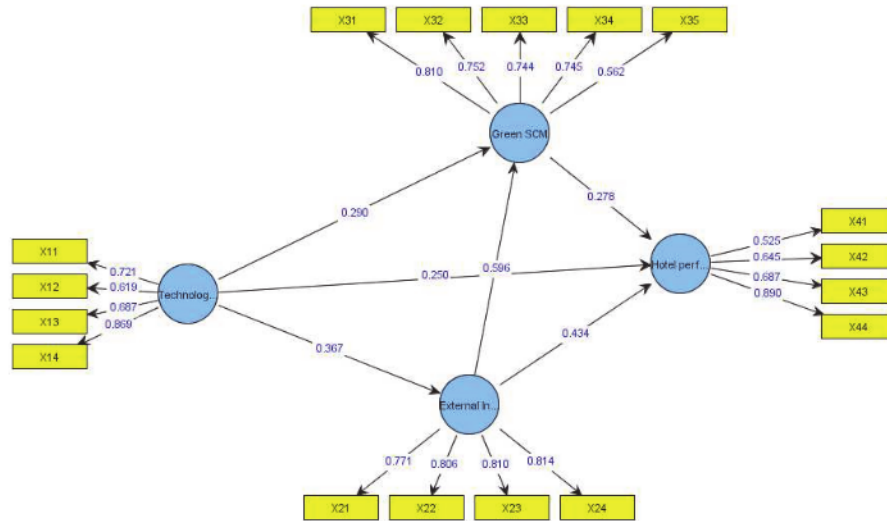 X31 X32 X33 X34 X35
0.810 0.752 0.744 0.745 0.562
Green SCM
0.290
0.278
X11
X12
X13
X14
0.721
0.619
0.687
0.869
Technolog...
0.250
0.596
Hotel perf...
0.525
0.645
0.687
0.890
X41
X42
X43
X44
0.367
0.434
External In...
0.771 0.806 0.810 0.814
X21 X22 X23 X24